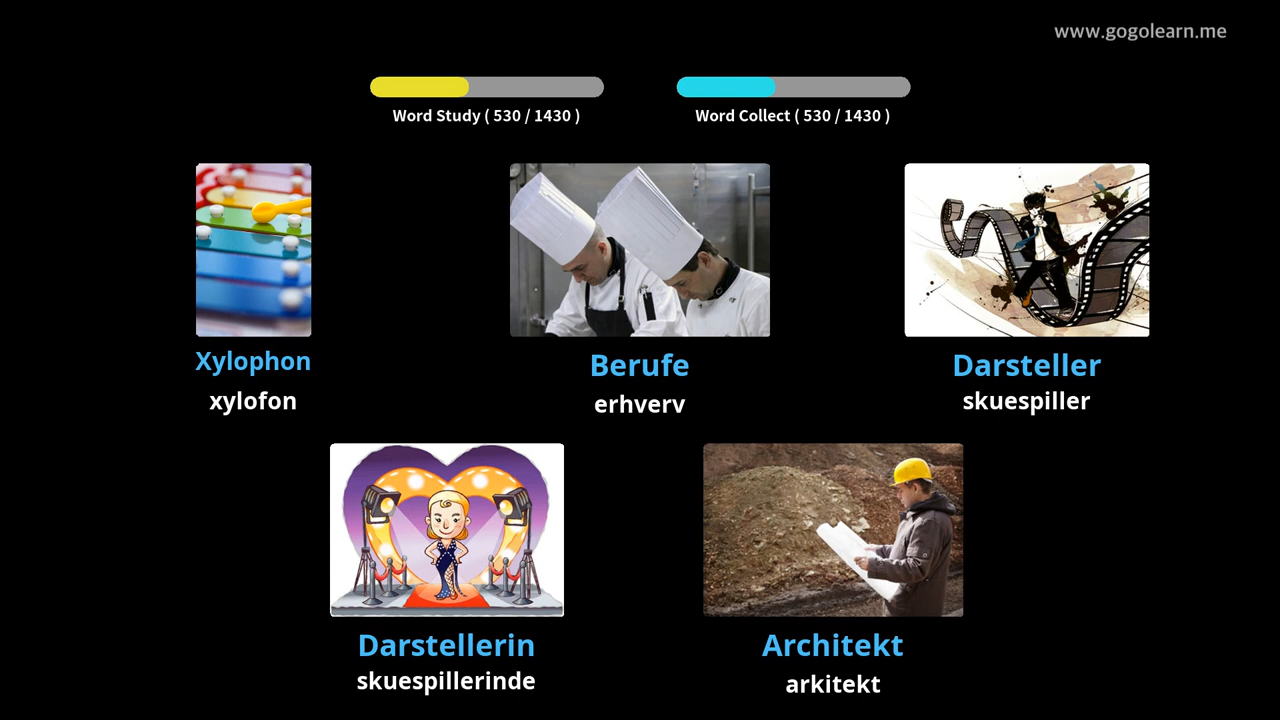 www.gogolearn.me
Word Study ( 530 / 1430 )
Word Collect ( 530 / 1430 )
Xylophon
xylofon
Berufe
erhverv
Darsteller
skuespiller
Darstellerin
skuespillerinde
Architekt
arkitekt